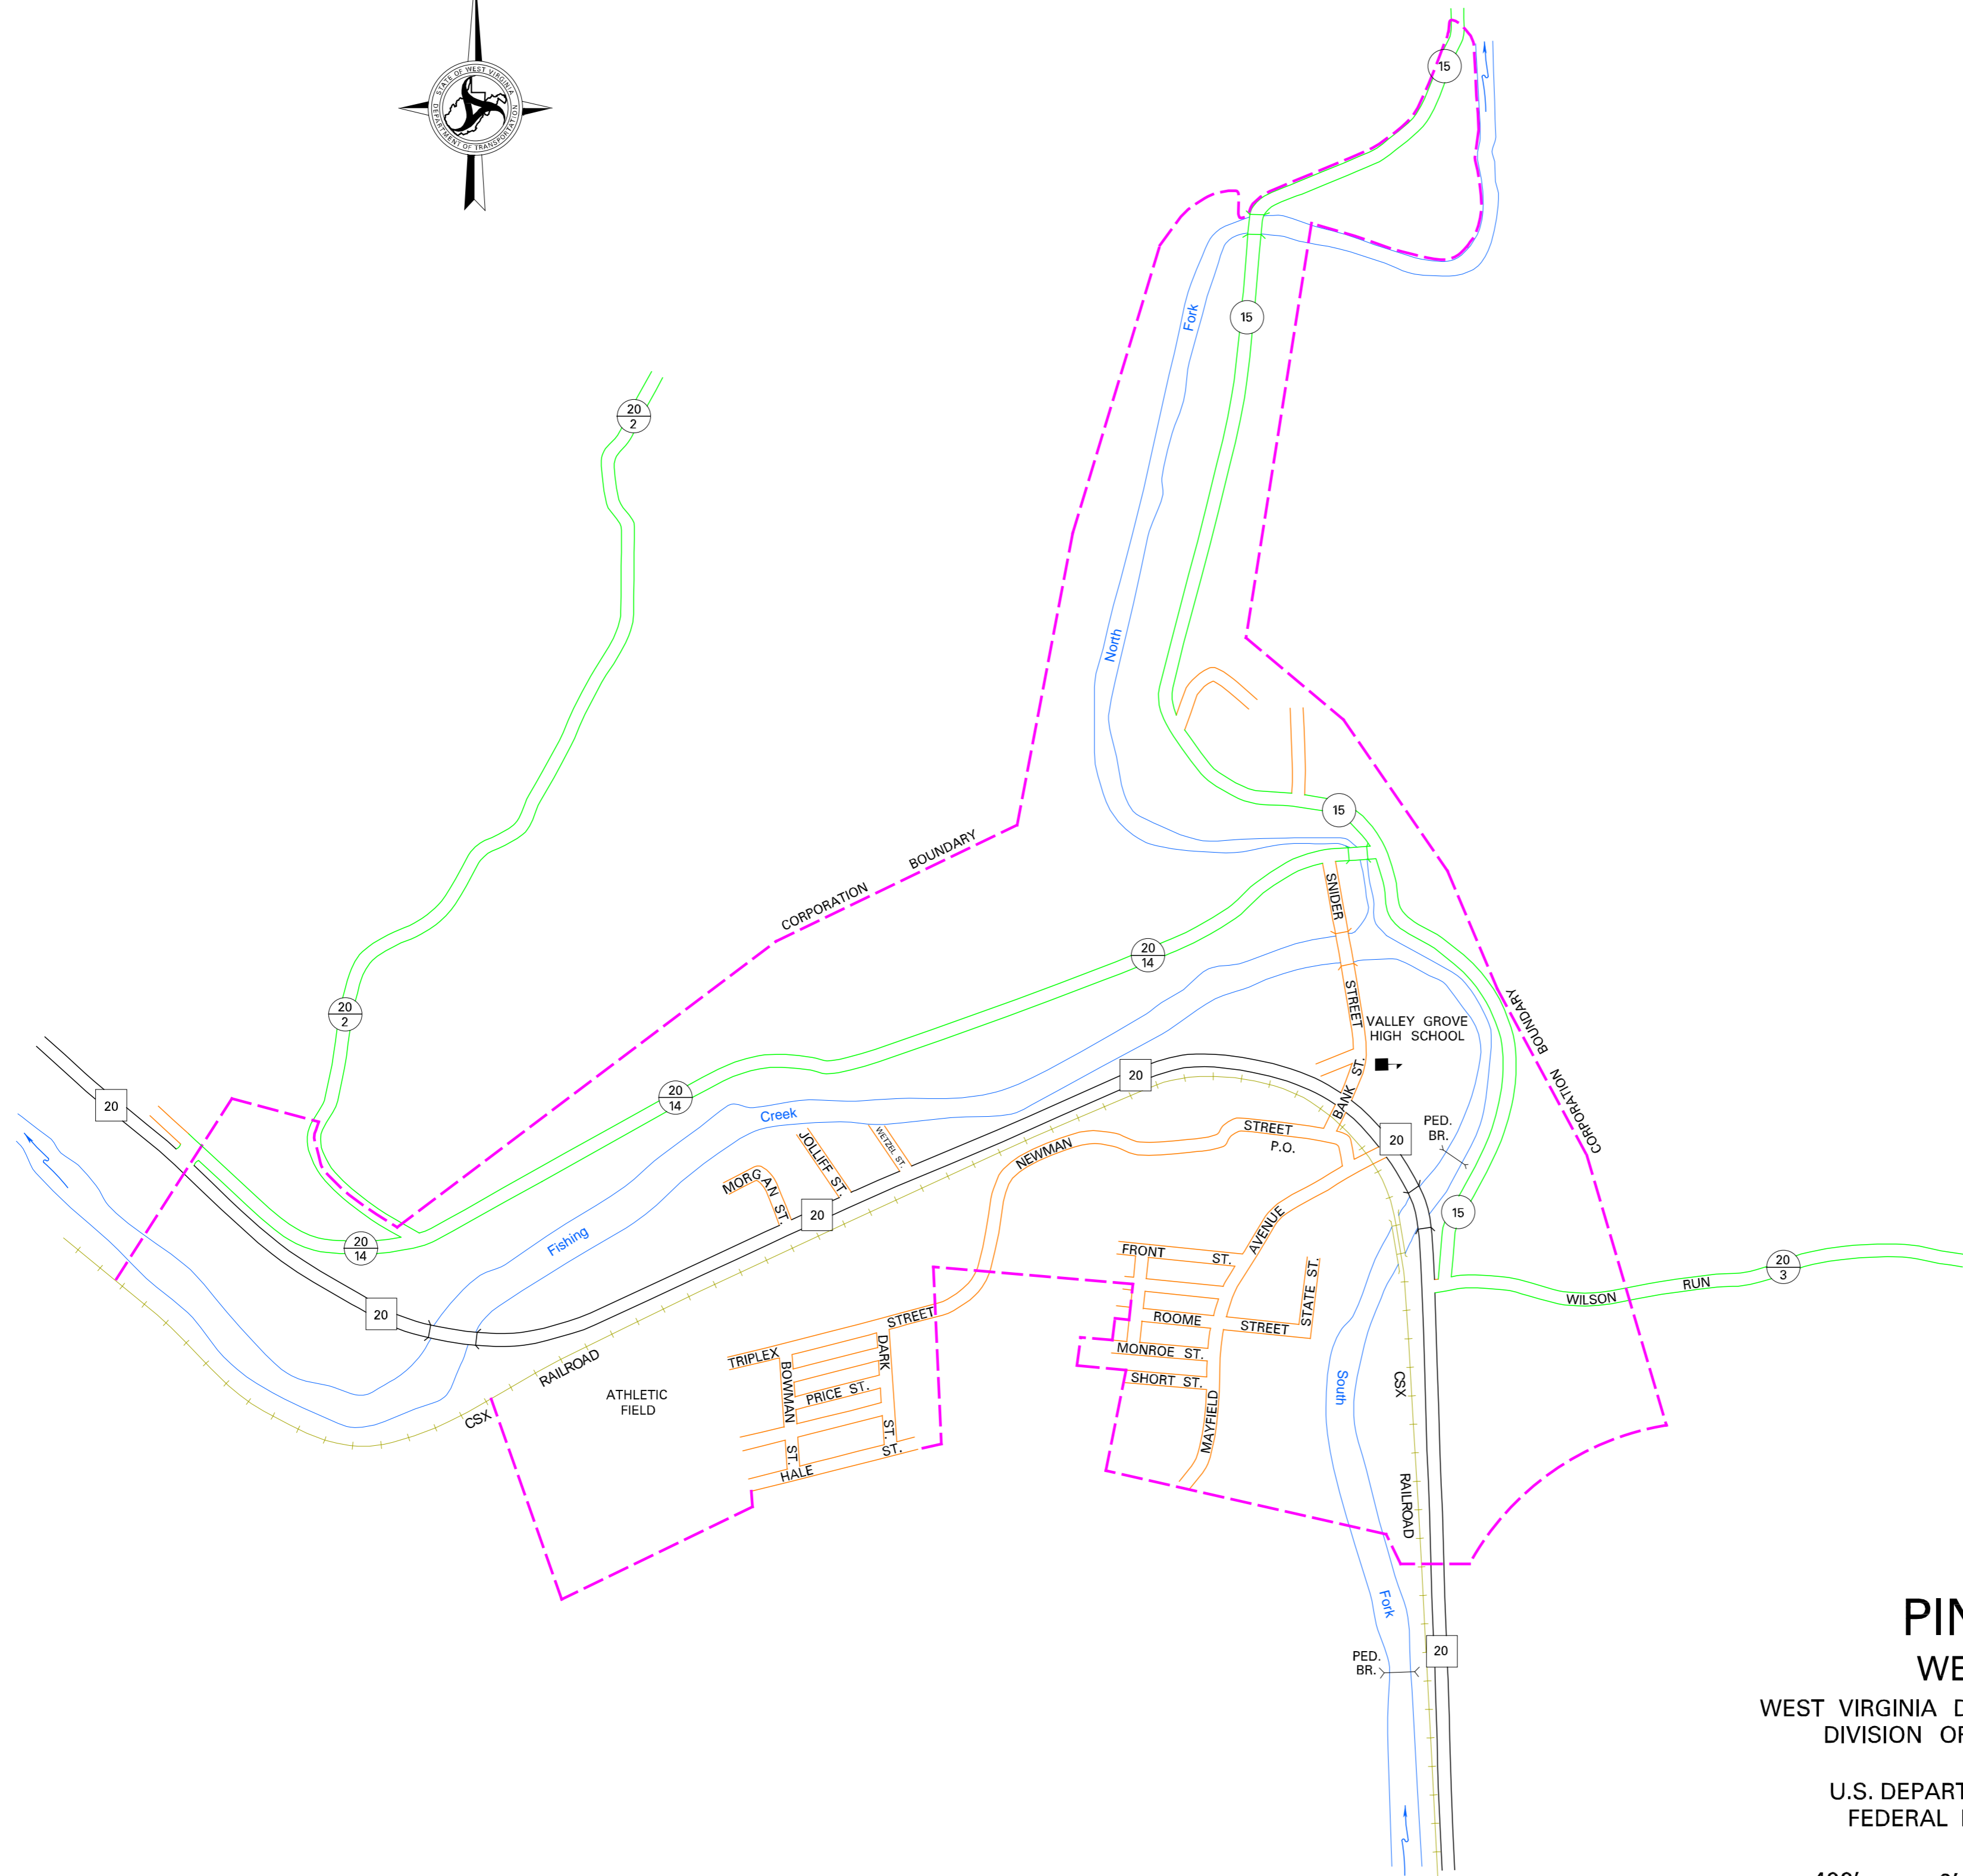 STATE OF WEST VIRGINIA
DEPARTMENT OF TRANSPORTATION
15
15
20
2
Fork
North
15
CORPORATION BOUNDARY
SNIDER STREET
20
14
20
2
VALLEY GROVE
HIGH SCHOOL
CORPORATION BOUNDARY
20
20
14
20
Creek
BANK ST.
PED.
BR.
STREET
P.O.
20
NEWMAN
WETZEL ST.
JOLLIFF ST.
MORGAN ST.
20
15
20
14
Fishing
AVENUE
FRONT ST.
STATE ST.
20
3
WILSON RUN
20
ROOME STREET
STREET
TRIPLEX
DARK ST.
BOWMAN ST.
MONROE ST.
SHORT ST.
PRICE ST.
RAILROAD
CSX
ATHLETIC
FIELD
South
CSX
MAYFIELD
HALE ST.
RAILROAD
Fork
PED.
BR.
20
PIN
WE
WEST VIRGINIA D
DIVISION OF
U.S. DEPART
FEDERAL